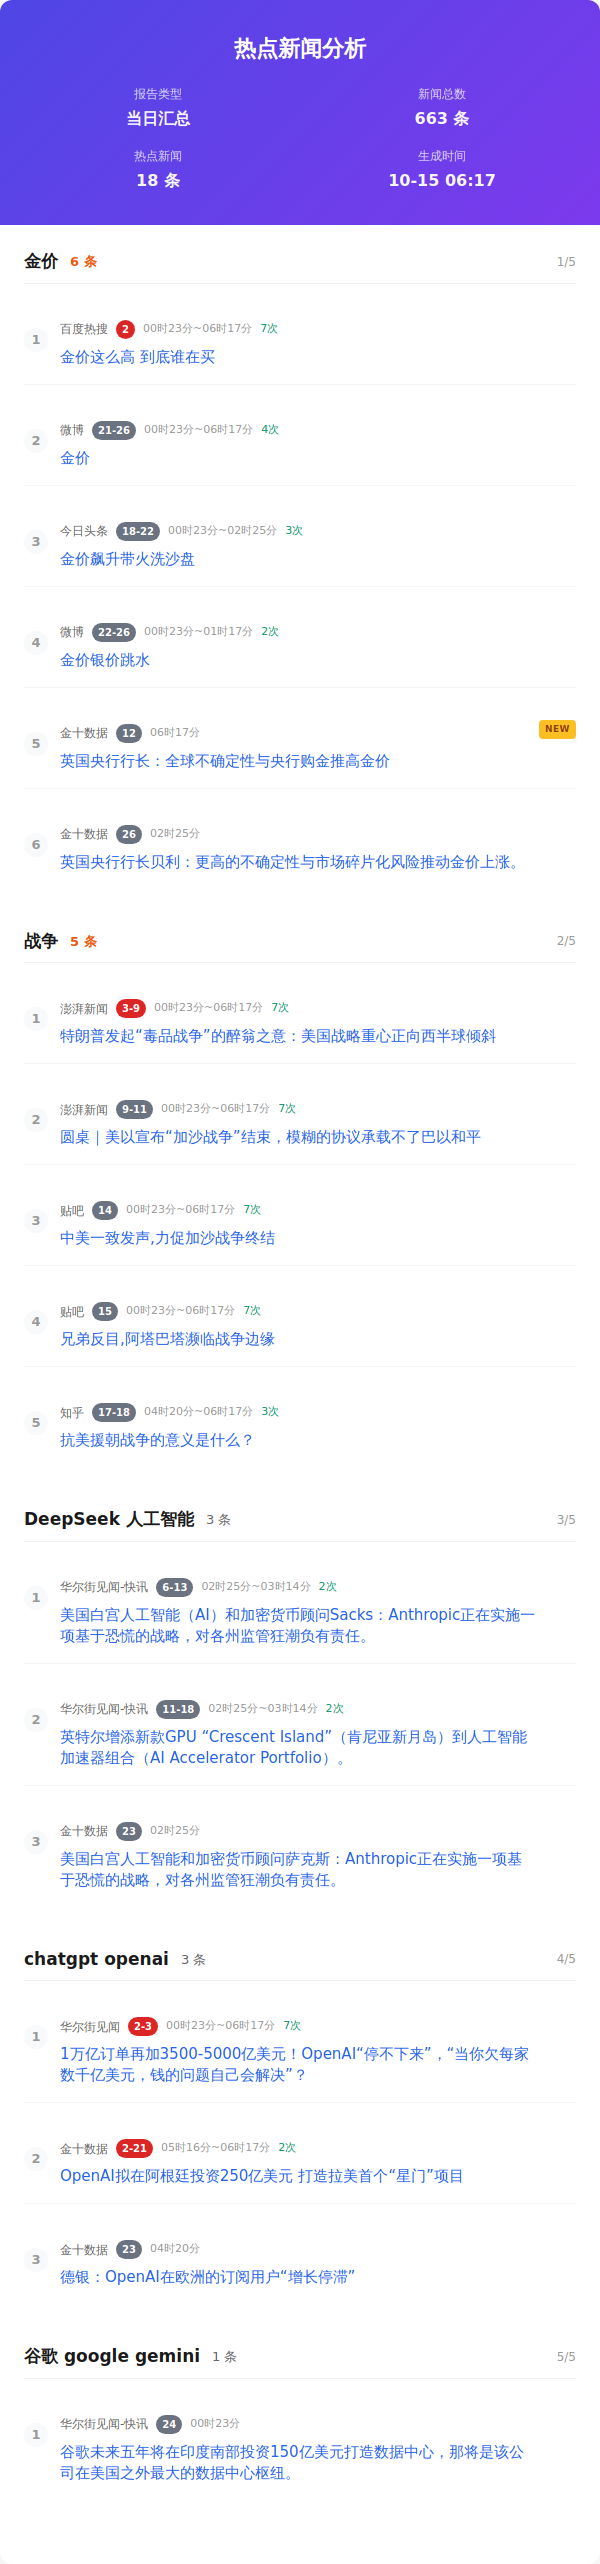 热点新闻分析
报告类型
当日汇总
新闻总数
663 条
热点新闻
18 条
生成时间
10-15 06:17
金价 6 条 1/5
1
百度热搜 2 00时23分~06时17分 7次
金价这么高 到底谁在买
2
微博 21-26 00时23分~06时17分 4次
金价
3
今日头条 18-22 00时23分~02时25分 3次
金价飙升带火洗沙盘
4
微博 22-26 00时23分~01时17分 2次
金价银价跳水
5
金十数据 12 06时17分 NEW
英国央行行长：全球不确定性与央行购金推高金价
6
金十数据 26 02时25分
英国央行行长贝利：更高的不确定性与市场碎片化风险推动金价上涨。
战争 5 条 2/5
1
澎湃新闻 3-9 00时23分~06时17分 7次
特朗普发起“毒品战争”的醉翁之意：美国战略重心正向西半球倾斜
2
澎湃新闻 9-11 00时23分~06时17分 7次
圆桌｜美以宣布“加沙战争”结束，模糊的协议承载不了巴以和平
3
贴吧 14 00时23分~06时17分 7次
中美一致发声,力促加沙战争终结
4
贴吧 15 00时23分~06时17分 7次
兄弟反目,阿塔巴塔濒临战争边缘
5
知乎 17-18 04时20分~06时17分 3次
抗美援朝战争的意义是什么？
DeepSeek 人工智能 3 条 3/5
1
华尔街见闻-快讯 6-13 02时25分~03时14分 2次
美国白宫人工智能（AI）和加密货币顾问Sacks：Anthropic正在实施一
项基于恐慌的战略，对各州监管狂潮负有责任。
2
华尔街见闻-快讯 11-18 02时25分~03时14分 2次
英特尔增添新款GPU “Crescent Island”（肯尼亚新月岛）到人工智能
加速器组合（AI Accelerator Portfolio）。
3
金十数据 23 02时25分
美国白宫人工智能和加密货币顾问萨克斯：Anthropic正在实施一项基
于恐慌的战略，对各州监管狂潮负有责任。
chatgpt openai 3 条 4/5
1
华尔街见闻 2-3 00时23分~06时17分 7次
1万亿订单再加3500-5000亿美元！OpenAI“停不下来”，“当你欠每家
数千亿美元，钱的问题自己会解决”？
2
金十数据 2-21 05时16分~06时17分 2次
OpenAI拟在阿根廷投资250亿美元 打造拉美首个“星门”项目
3
金十数据 23 04时20分
德银：OpenAI在欧洲的订阅用户“增长停滞”
谷歌 google gemini 1 条 5/5
1
华尔街见闻-快讯 24 00时23分
谷歌未来五年将在印度南部投资150亿美元打造数据中心，那将是该公
司在美国之外最大的数据中心枢纽。